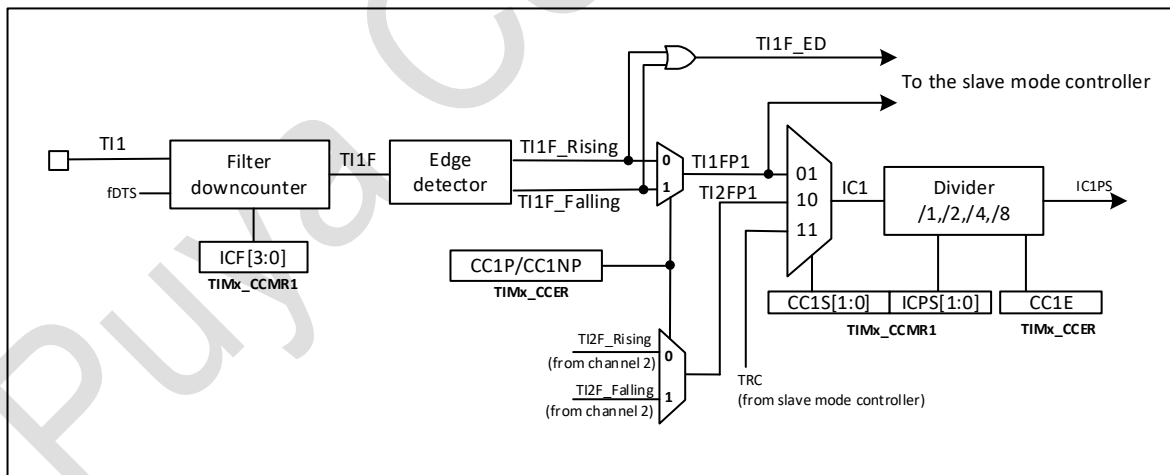 TI1F_ED
To the slave mode controller
TI1
Filter
downcounter
fDTS
TI1F
Edge
detector
TI1F_Rising
TI1F_Falling
0
1
TI1FP1
TI2FP1
01
10
11
IC1
Divider
/1,/2,/4,/8
IC1PS
ICF[3:0]
TIMx_CCMR1
CC1P/CC1NP
TIMx_CCER
CC1S[1:0]
ICPS[1:0]
CC1E
TIMx_CCMR1
TIMx_CCER
TI2F_Rising
(from channel 2)
0
TI2F_Falling
(from channel 2)
1
TRC
(from slave mode controller)
Puya C